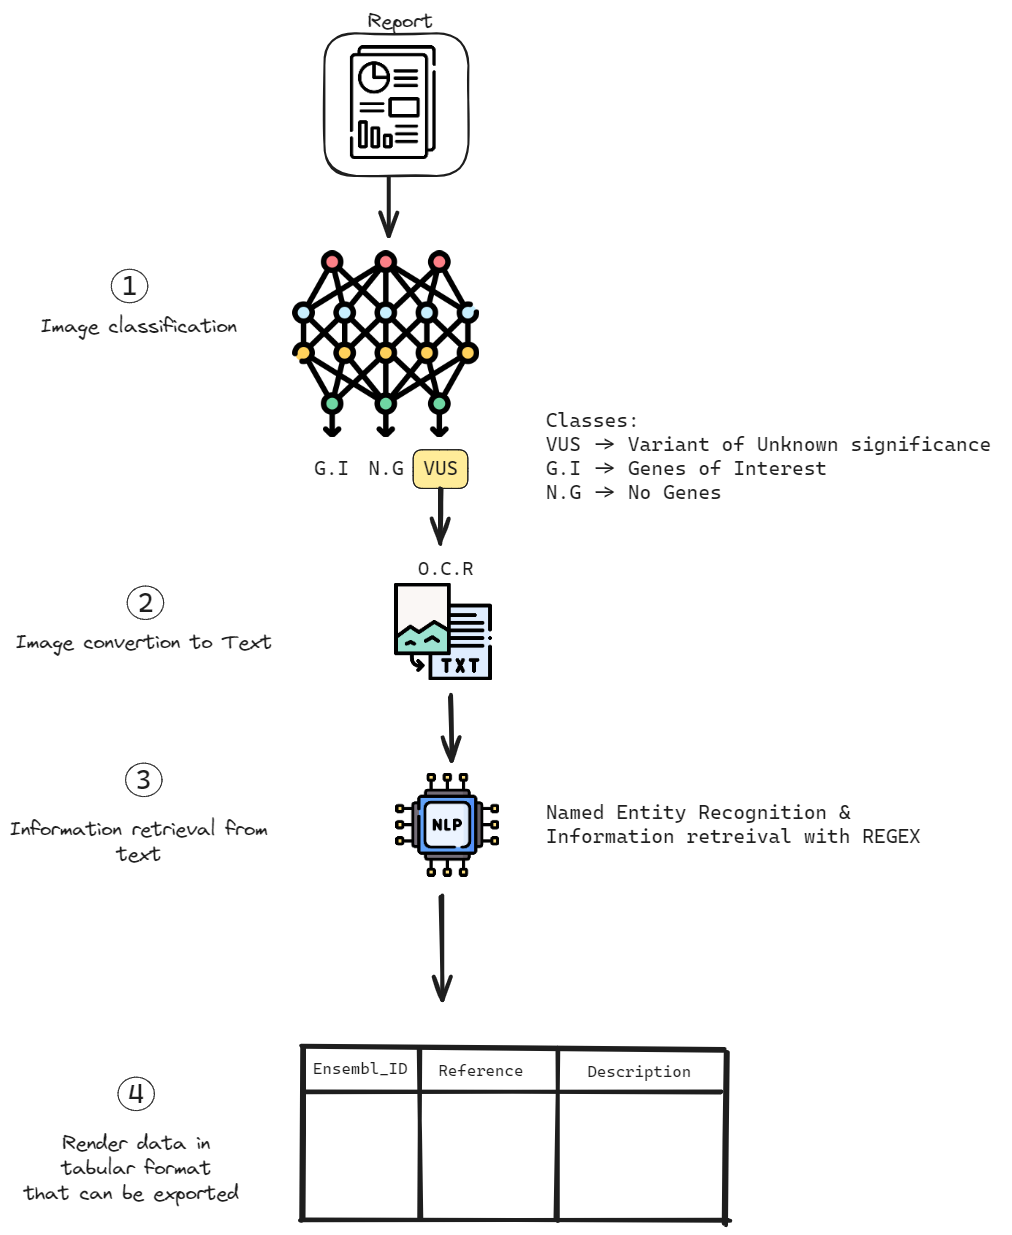 Report
1
Image classification
Classes:
VUS → Variant of Unknown significance
G.I → Genes of Interest
N.G → No Genes
G.I N.G VUS
O.C.R
2
Image convertion to Text
TXT
3
Information retrieval from
text
NLP
Named Entity Recognition &
Information retreival with REGEX
Ensembl_ID Reference Description
4
Render data in
tabular format
that can be exported